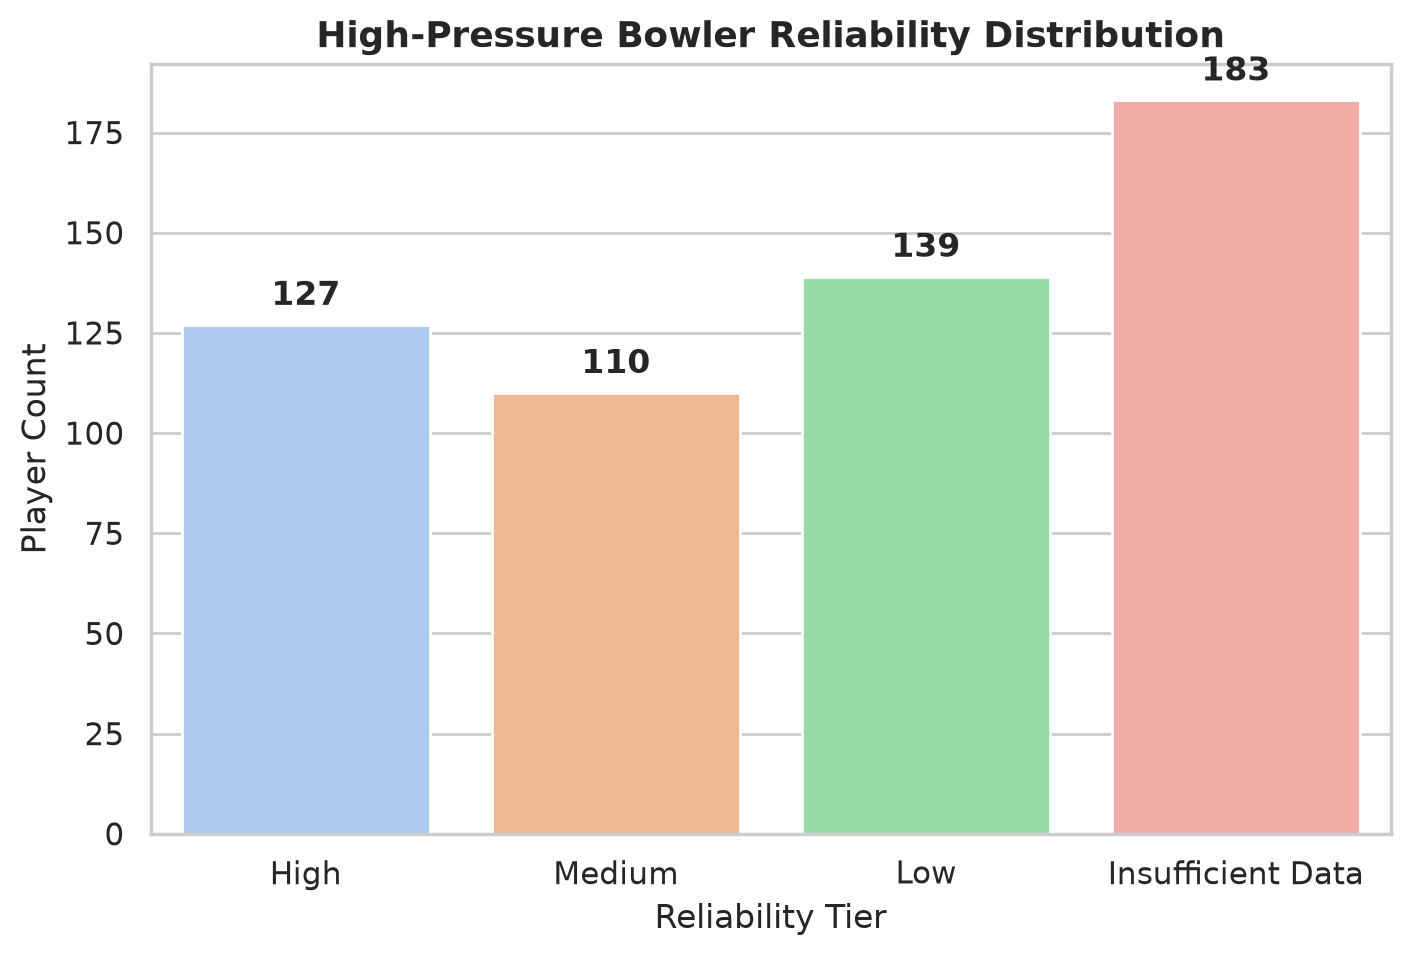 High-Pressure Bowler Reliability Distribution
183
175
150
139
127
125
110
100
75
50
25
0
Player Count
High
Medium
Low
Insufficient Data
Reliability Tier